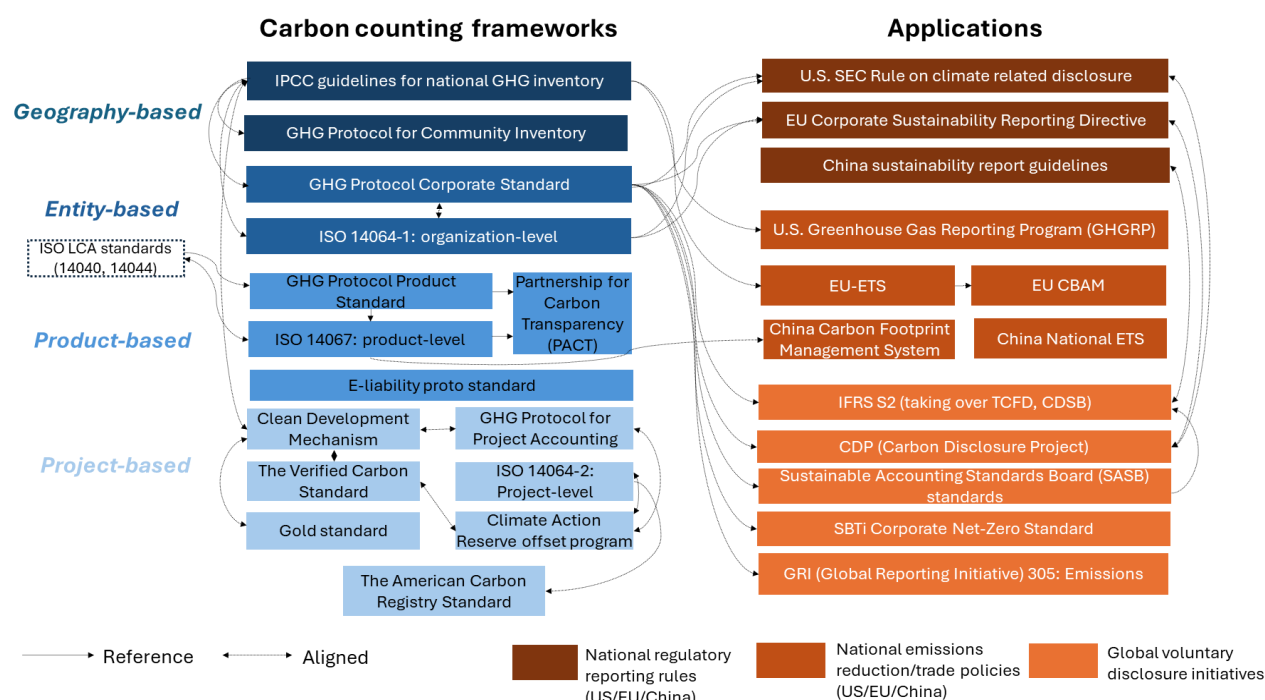 Carbon counting frameworks
Applications
Geography-based
IPCC guidelines for national GHG inventory
GHG Protocol for Community Inventory
Entity-based
GHG Protocol Corporate Standard
ISO 14064-1: organization-level
ISO LCA standards
(14040, 14044)
Product-based
GHG Protocol Product
Standard
ISO 14067: product-level
Partnership for
Carbon
Transparency
(PACT)
E-liability proto standard
Project-based
Clean Development
Mechanism
GHG Protocol for
Project Accounting
The Verified Carbon
Standard
ISO 14064-2:
Project-level
Gold standard
Climate Action
Reserve offset program
The American Carbon
Registry Standard
U.S. SEC Rule on climate related disclosure
EU Corporate Sustainability Reporting Directive
China sustainability report guidelines
U.S. Greenhouse Gas Reporting Program (GHGRP)
EU-ETS
EU CBAM
China Carbon Footprint
Management System
China National ETS
IFRS S2 (taking over TCFD, CDSB)
CDP (Carbon Disclosure Project)
Sustainable Accounting Standards Board (SASB)
standards
SBTi Corporate Net-Zero Standard
GRI (Global Reporting Initiative) 305: Emissions
Reference
Aligned
National regulatory
reporting rules
(US/EU/China)
National emissions
reduction/trade policies
(US/EU/China)
Global voluntary
disclosure initiatives